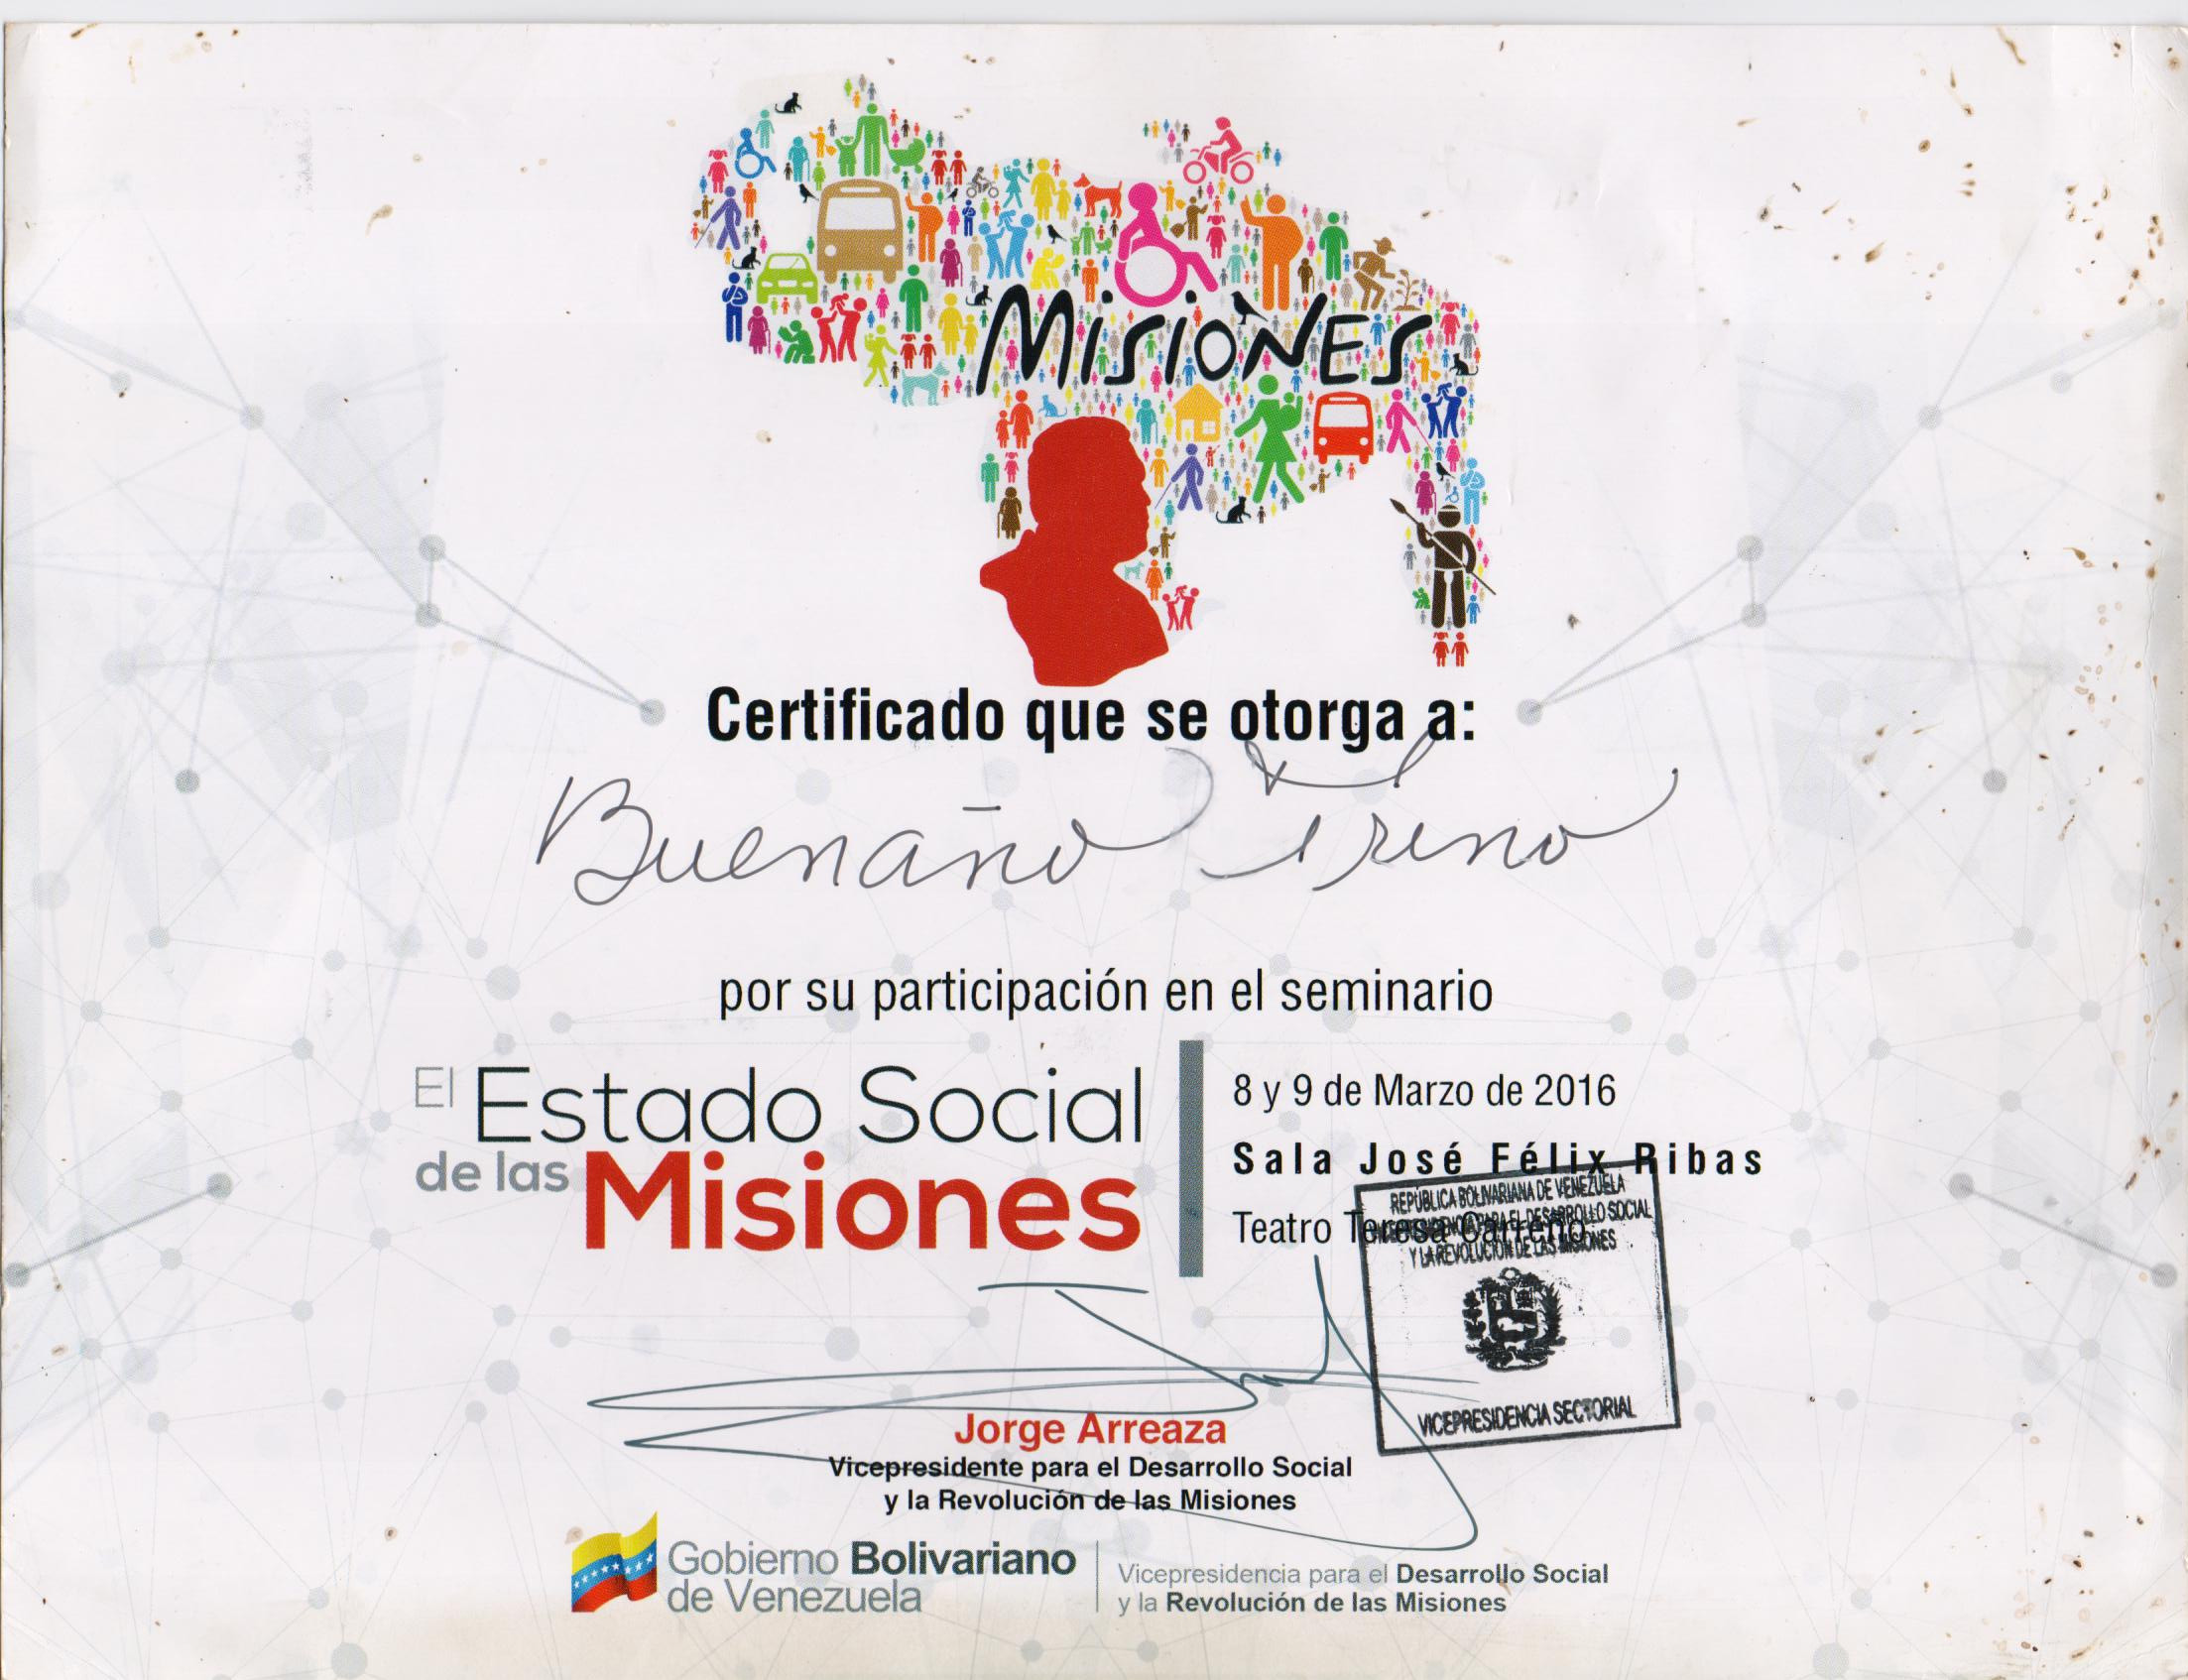 MISIONES
Certificado que se otorga a:
Buenaño
por su participación en el seminario
El Estado Social
de las Misiones
8 y 9 de Marzo de 2016
Sala José Félix Ribas
Teatro Teresa Carreño
REPÚBLICA BOLIVARIANA DE VENEZUELA
VICEPRESIDENCIA PARA EL DESARROLLO SOCIAL
Y LA REVOLUCIÓN DE LAS MISIONES
VICEPRESIDENCIA SECTORIAL
Jorge Arreaza
Vicepresidente para el Desarrollo Social
y la Revolución de las Misiones
Gobierno Bolivariano
de Venezuela
Vicepresidencia para el Desarrollo Social
y la Revolución de las Misiones